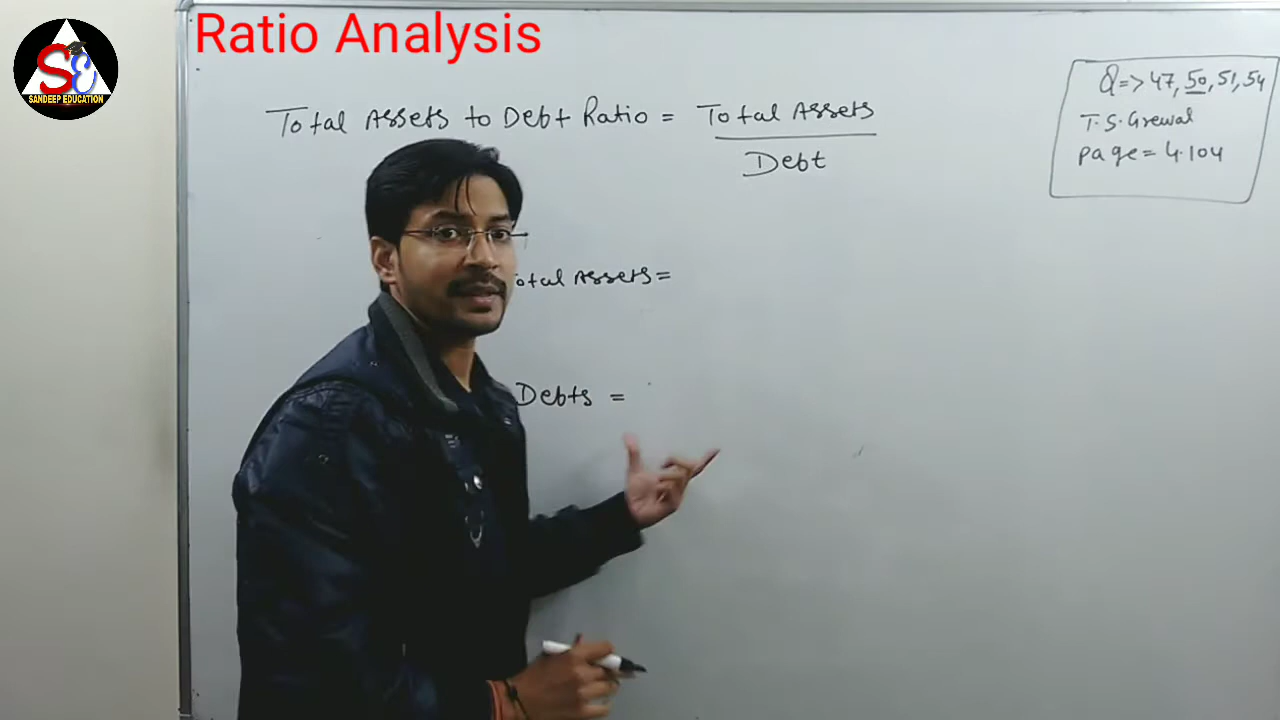 Ratio Analysis
SE
SANDEEP EDUCATION
Q => 47, 50, 51, 54
T.S. Grewal
page = 4.104
Total Assets to Debt Ratio = Total Assets
Debt
otal Assets =
Debts =